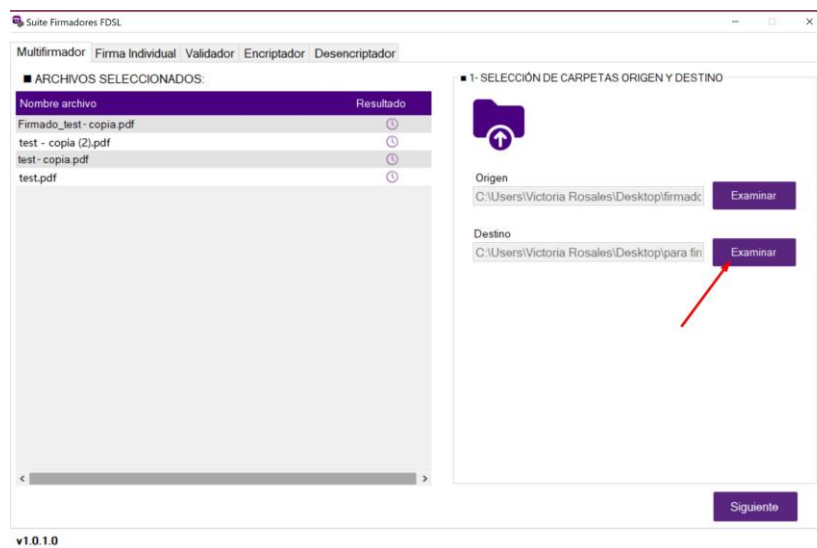 Suite Firmadores FDSL
Multifirmador Firma Individual Validador Encriptador Desencriptador
ARCHIVOS SELECCIONADOS:
Nombre archivo Resultado
Firmado_test - copia.pdf
test - copia (2).pdf
test - copia.pdf
test.pdf
1- SELECCIÓN DE CARPETAS ORIGEN Y DESTINO
Origen
C:\Users\Victoria Rosales\Desktop\firmadc Examinar
Destino
C:\Users\Victoria Rosales\Desktop\para fin Examinar
Siguiente
v1.0.1.0